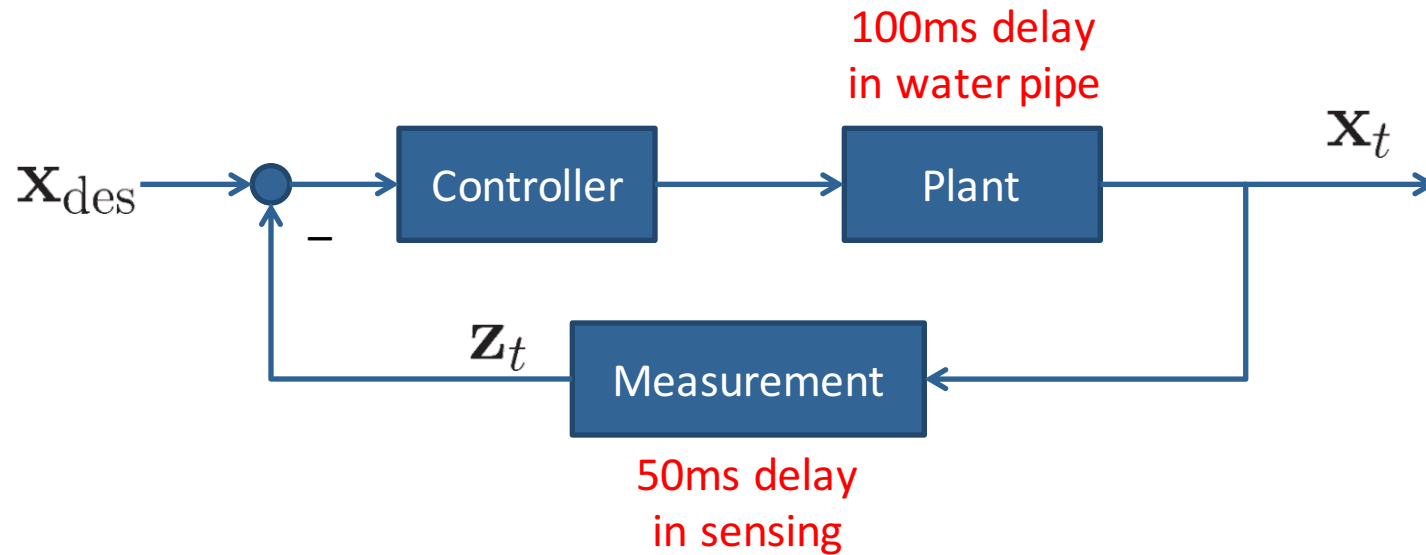 100ms delay
in water pipe
x_t
x_des
Controller
Plant
–
z_t
Measurement
50ms delay
in sensing